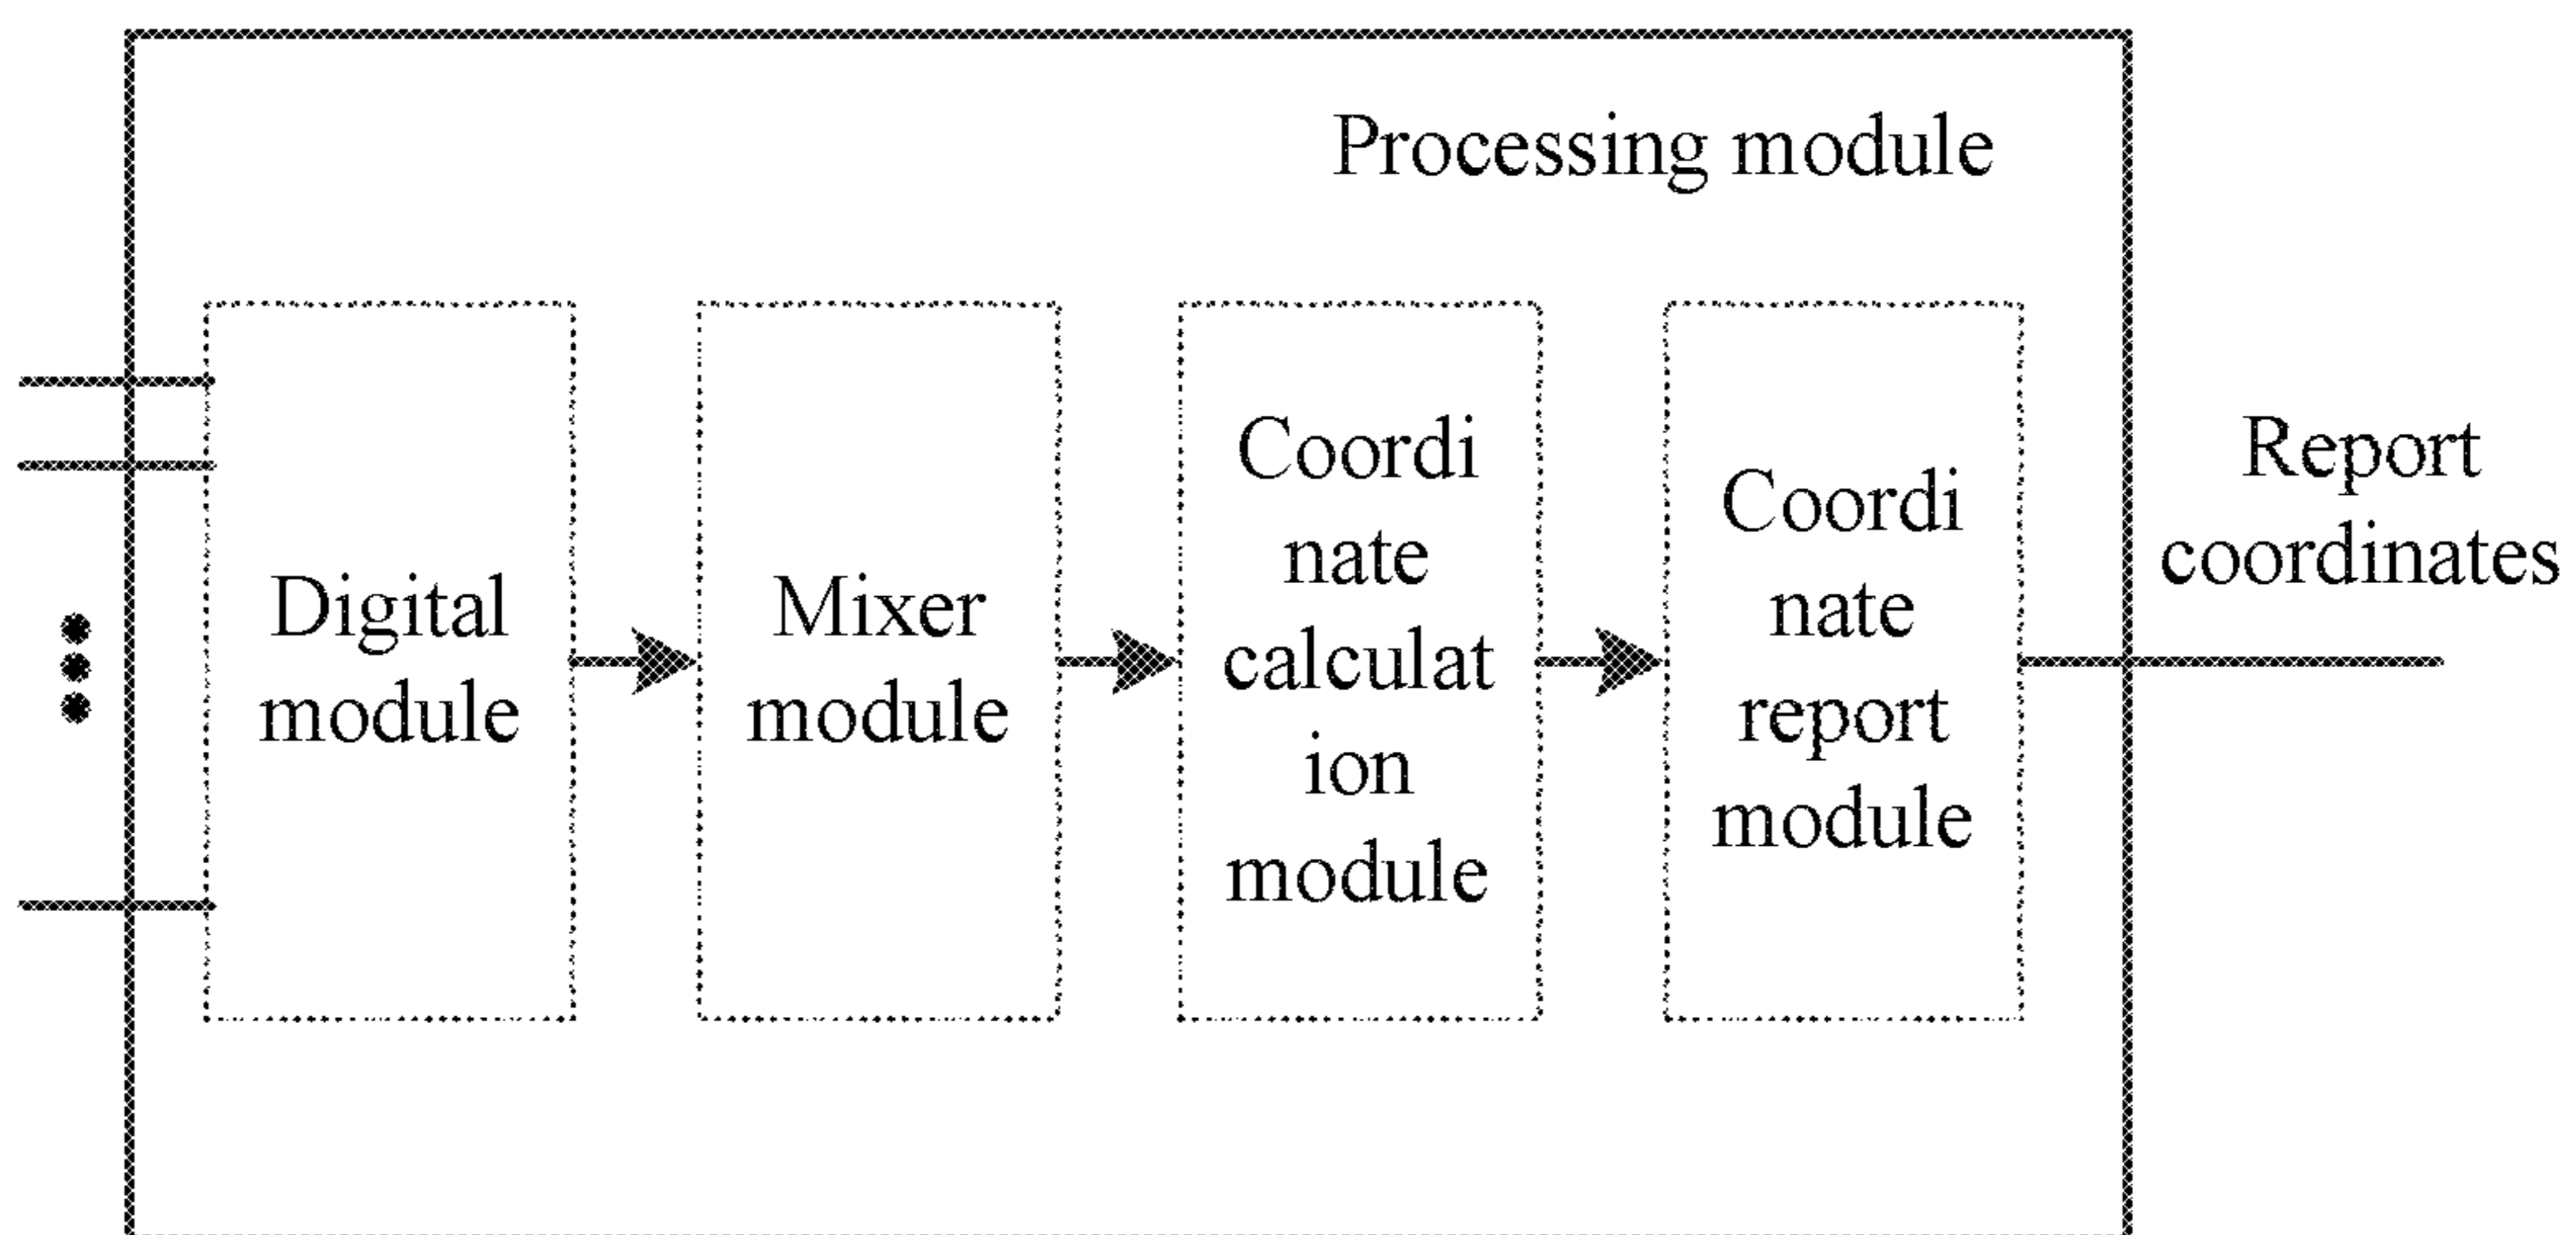 Processing module
Digital
module
Mixer
module
Coordi
nate
calculat
ion
module
Coordi
nate
report
module
Report
coordinates